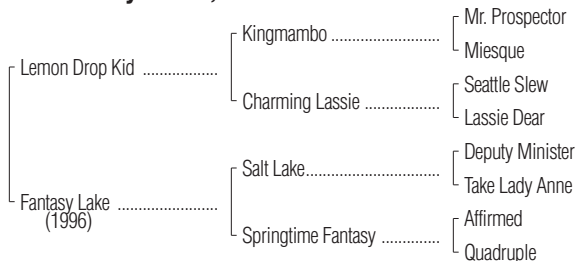 Mr. Prospector
Kingmambo ......................
Miesque
Lemon Drop Kid ................
Seattle Slew
Charming Lassie ................
Lassie Dear
Deputy Minister
Salt Lake...........................
Take Lady Anne
Fantasy Lake .....................
(1996)
Affirmed
Springtime Fantasy ............
Quadruple